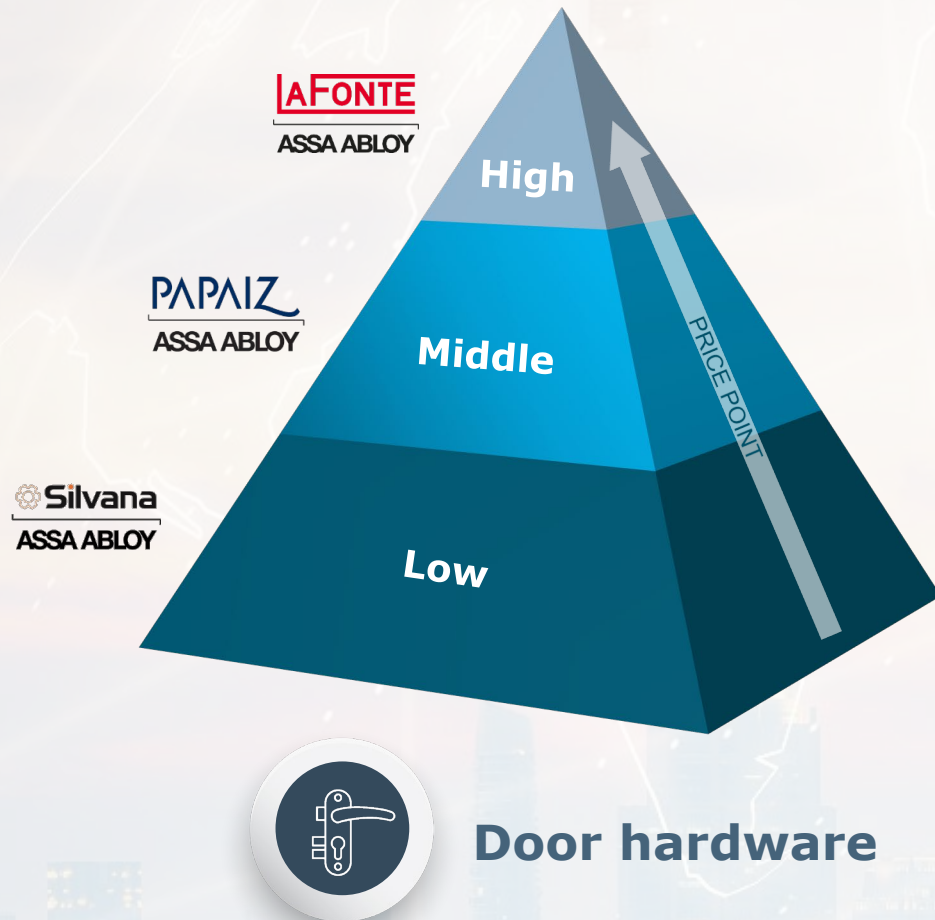 LAFONTE
ASSA ABLOY
High
PAPAIZ
ASSA ABLOY
Middle
PRICE POINT
Silvana
ASSA ABLOY
Low
Door hardware